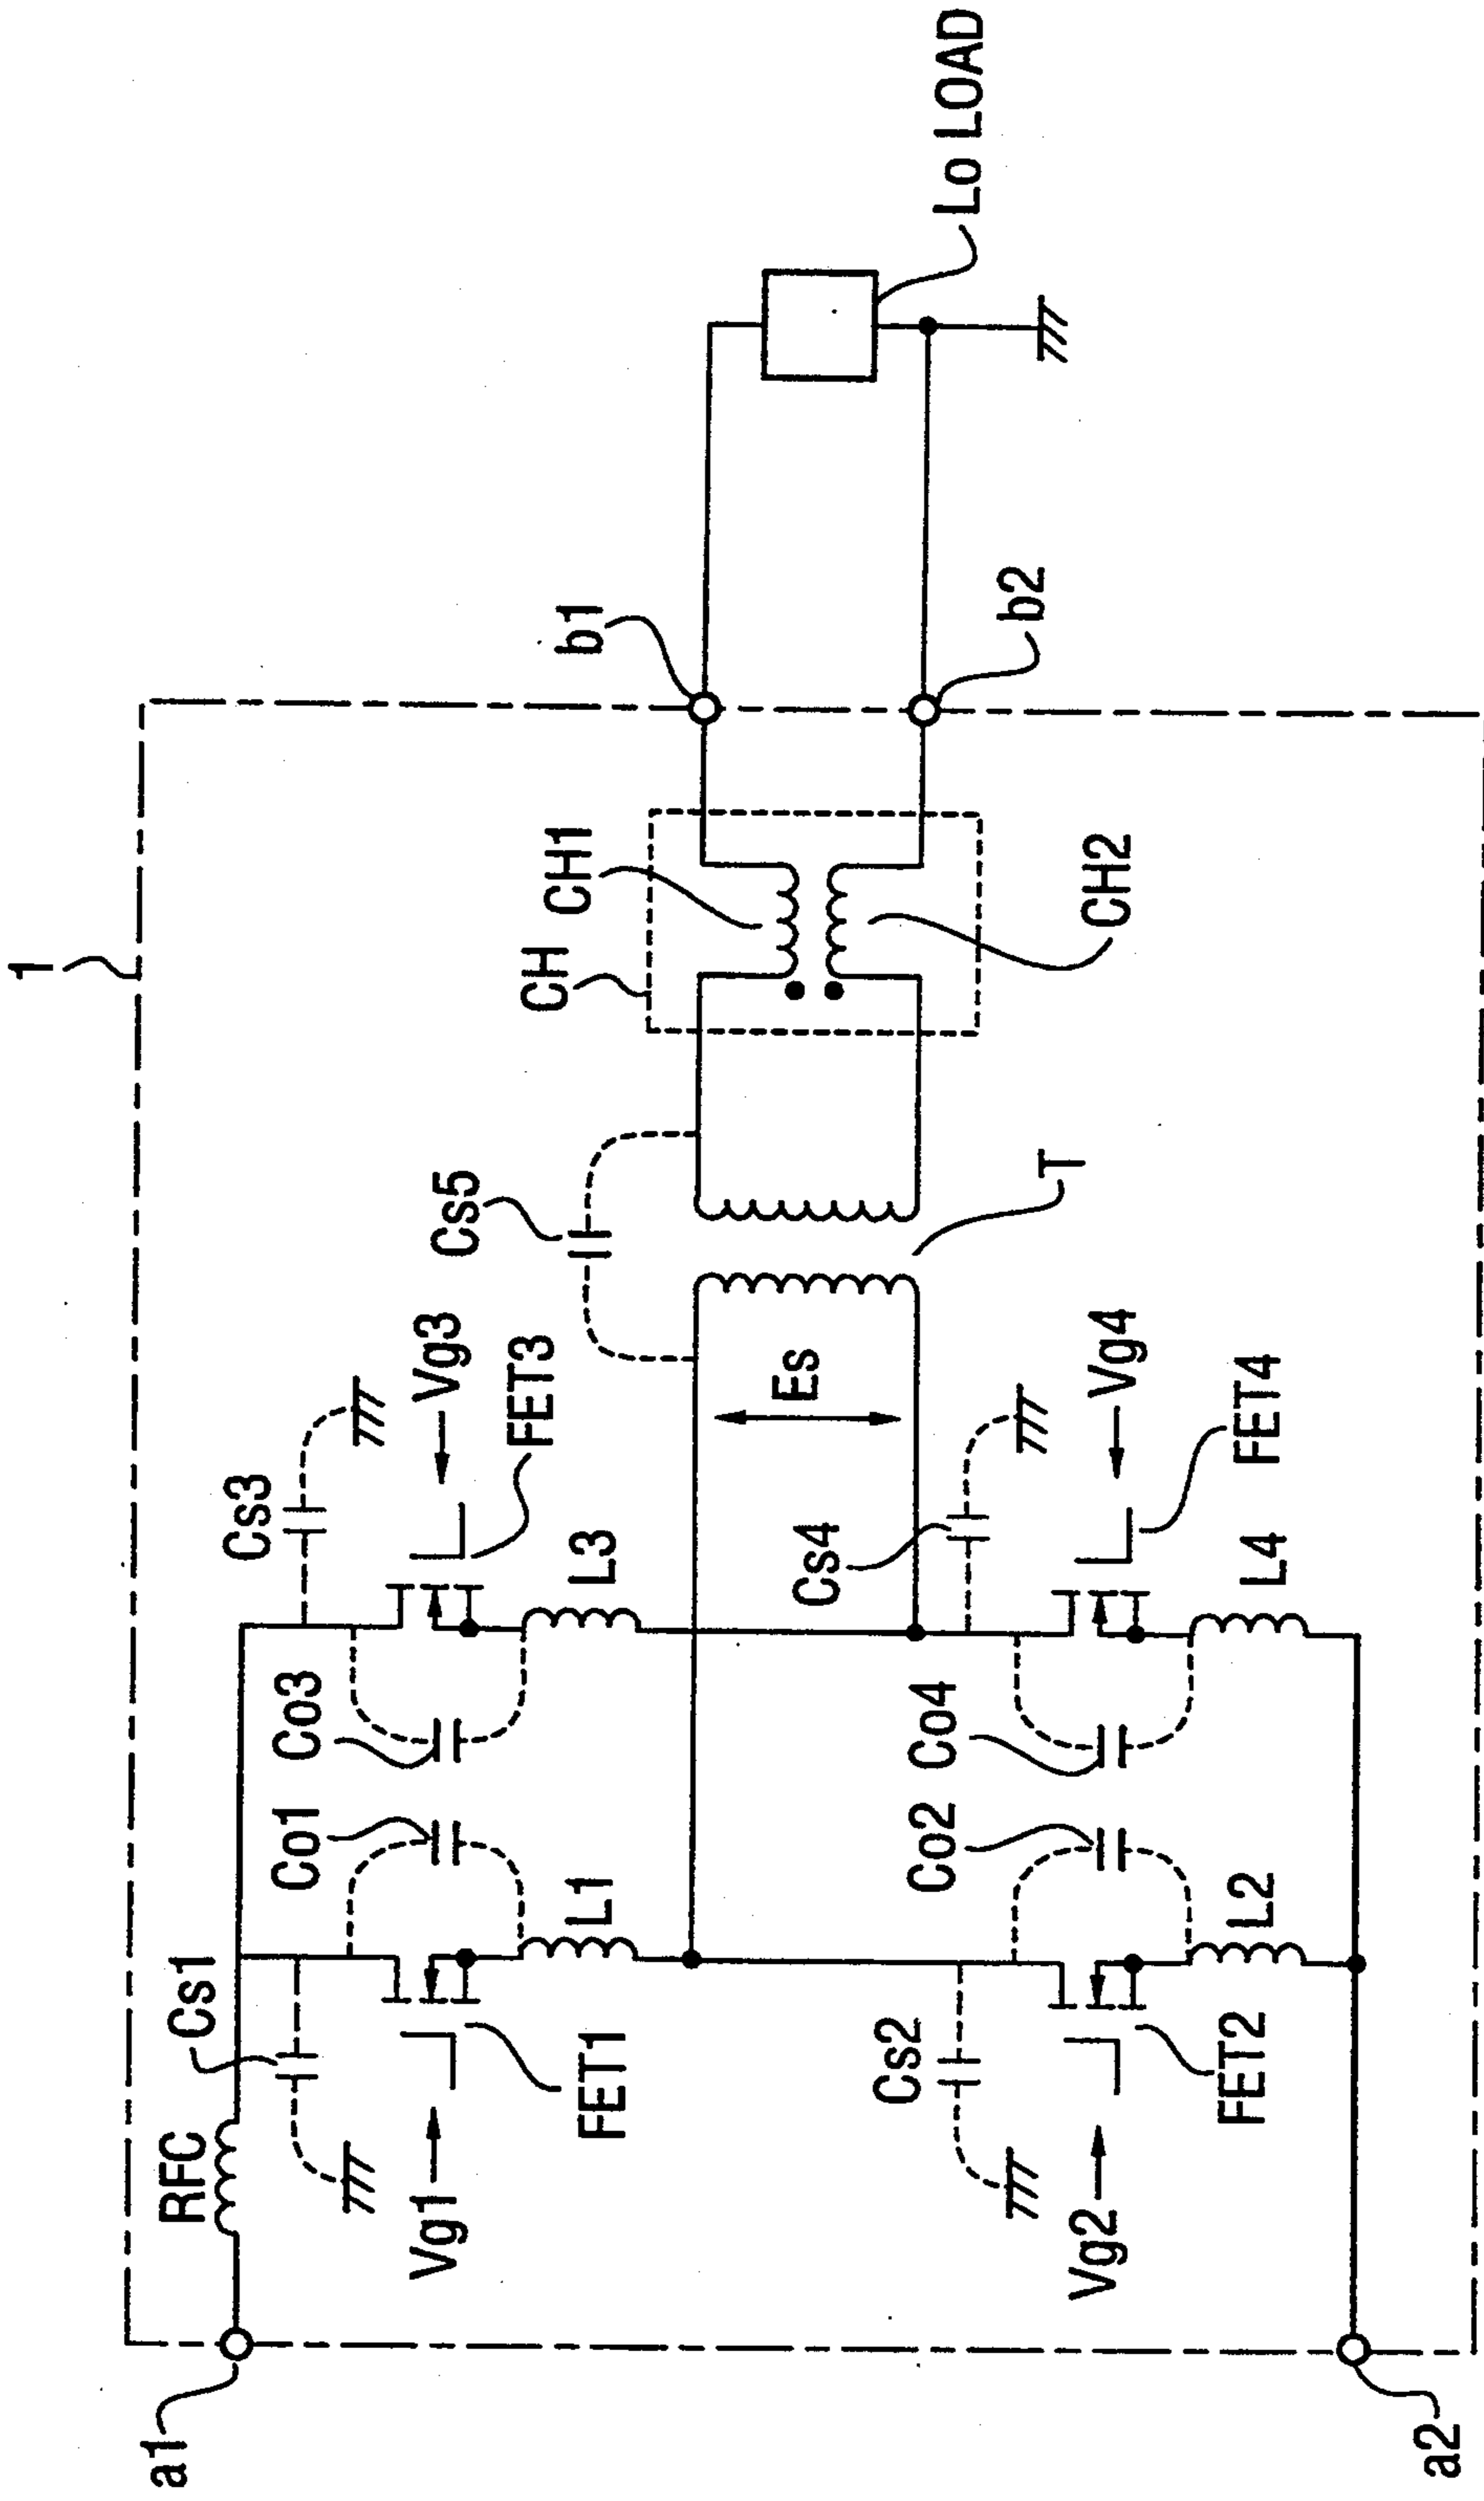 1
a1
RFC
Cs1
Cs3
Cs5
CH
CH1
b1
Co1
Co3
Vg1
Vg3
FET1
L1
L3
FET3
Es
T
CH2
b2
Lo LOAD
Cs2
Cs4
Co2
Co4
Vg2
Vg4
FET2
L2
L4
FET4
a2